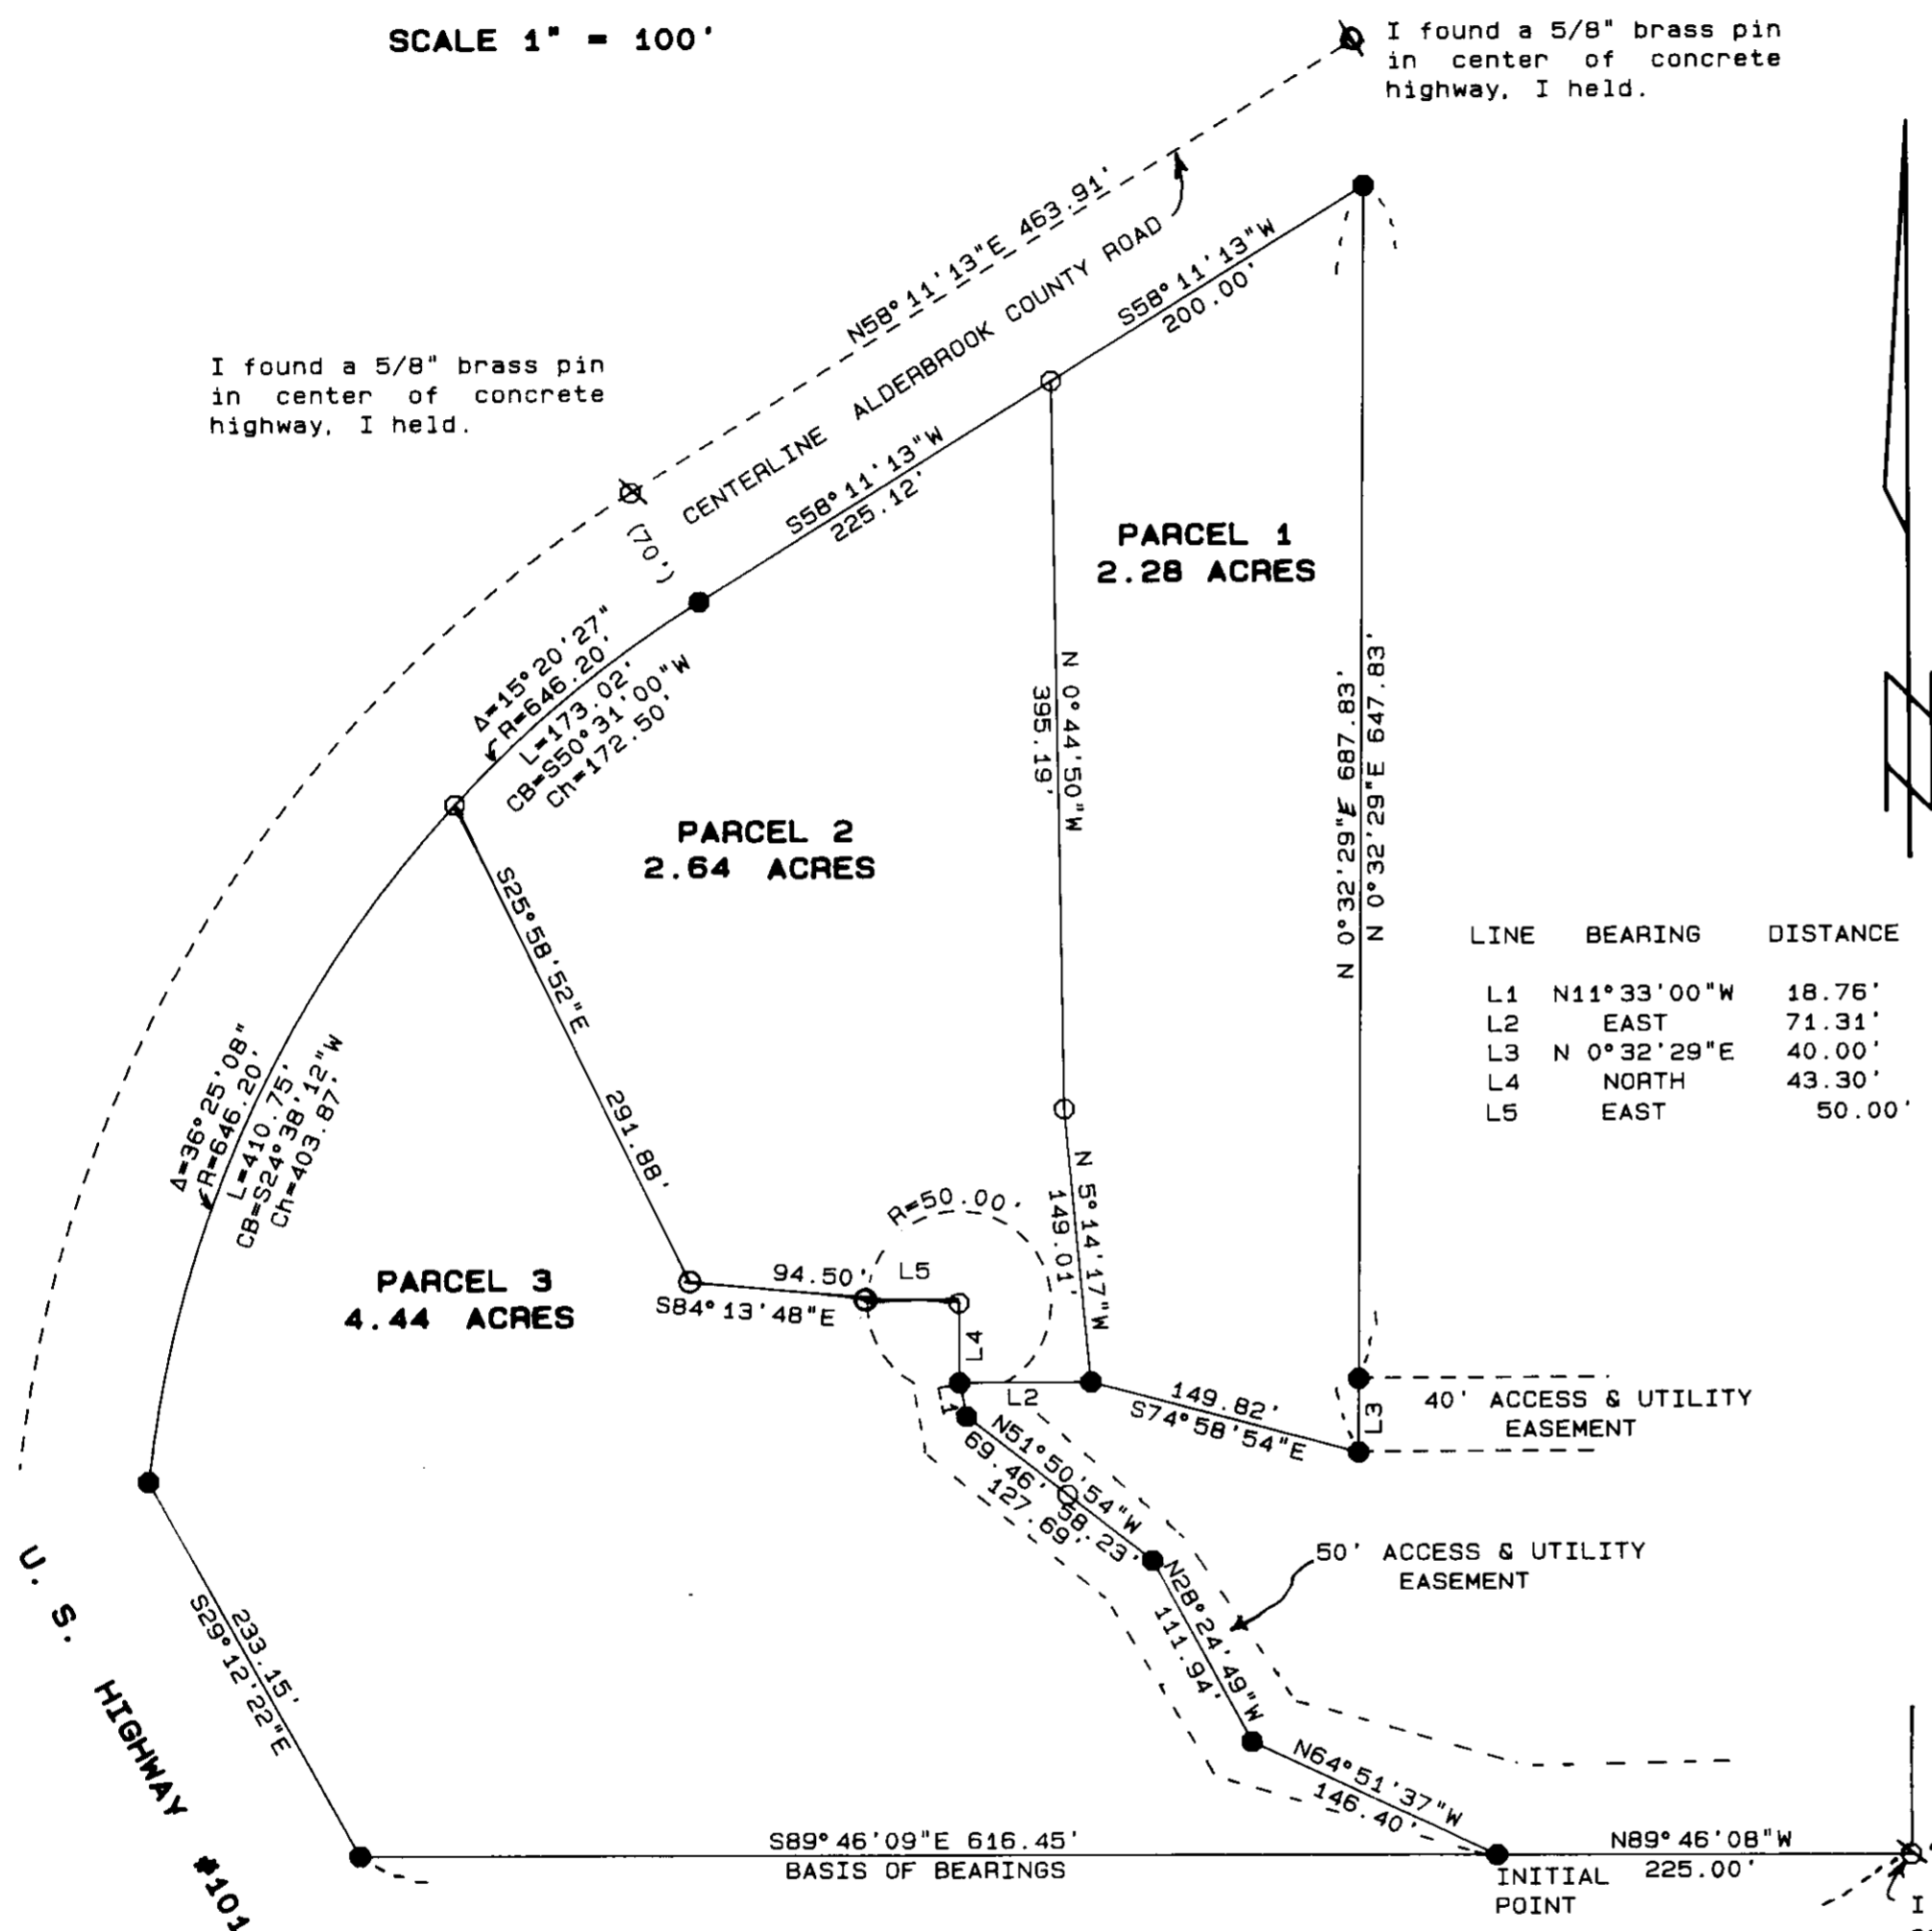 SCALE 1" = 100'
I found a 5/8" brass pin
in center of concrete
highway, I held.
I found a 5/8" brass pin
in center of concrete
highway, I held.
N58°11'13"E 463.91'
CENTERLINE ALDERBROOK COUNTY ROAD
(70')
S58°11'13"W
200.00'
S58°11'13"W
225.12'
PARCEL 1
2.28 ACRES
Δ=15°20'27"
R=646.20'
L=173.02'
CB=S50°31'00"W
Ch=172.50'
N 0°44'50"W
395.19'
N 0°32'29"E 687.83'
N 0°32'29"E 647.83'
PARCEL 2
2.64 ACRES
S25°58'52"E
291.88'
LINE BEARING DISTANCE
L1 N11°33'00"W 18.76'
L2 EAST 71.31'
L3 N 0°32'29"E 40.00'
L4 NORTH 43.30'
L5 EAST 50.00'
Δ=36°25'08"
R=646.20'
L=410.75'
CB=S24°38'12"W
Ch=403.87'
N 5°14'17"W
149.01'
R=50.00'
PARCEL 3
4.44 ACRES
94.50'
S84°13'48"E
L5
L4
L1
L2
149.82'
S74°58'54"E
L3
40' ACCESS & UTILITY
EASEMENT
N51°50'54"W
69.46'
58.23'
127.69'
50' ACCESS & UTILITY
EASEMENT
N28°24'49"W
111.94'
233.15'
S29°12'22"E
U. S. HIGHWAY #101
N64°51'37"W
146.40'
S89°46'09"E 616.45'
BASIS OF BEARINGS
N89°46'08"W
225.00'
INITIAL
POINT
I